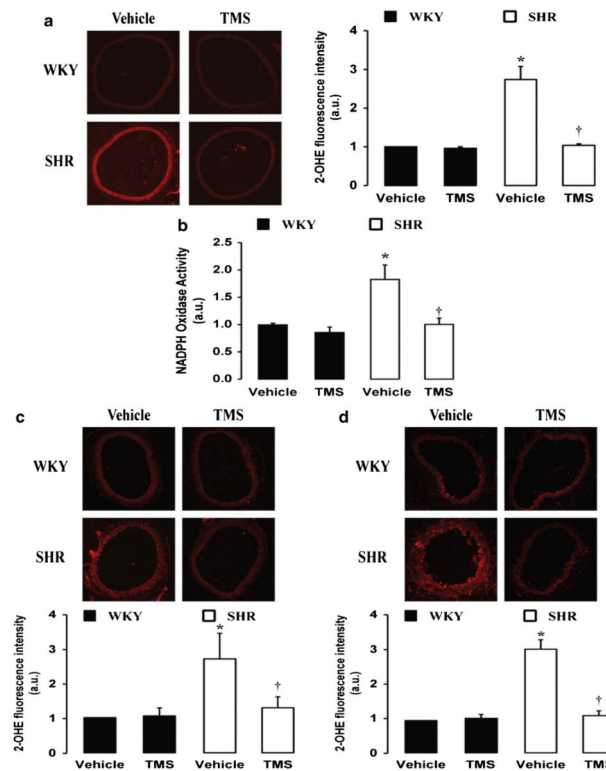 a
Vehicle TMS
WKY
SHR
WKY SHR
2-OHE fluorescence intensity
(a.u.)
4
3
2
1
0
*
†
Vehicle TMS Vehicle TMS
b
WKY SHR
NADPH Oxidase Activity
(a.u.)
2.5
2.0
1.5
1.0
0.5
0.0
*
†
Vehicle TMS Vehicle TMS
c
Vehicle TMS
WKY
SHR
WKY SHR
2-OHE fluorescence intensity
(a.u.)
4
3
2
1
0
*
†
Vehicle TMS Vehicle TMS
d
Vehicle TMS
WKY
SHR
WKY SHR
2-OHE fluorescence intensity
(a.u.)
4
3
2
1
0
*
†
Vehicle TMS Vehicle TMS